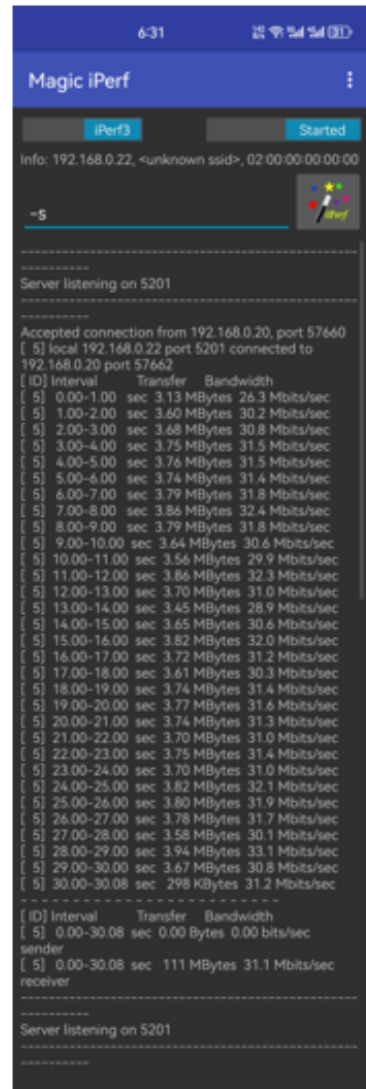 6:31
Magic iPerf
iPerf3
Started
Info: 192.168.0.22, <unknown ssid>, 02:00:00:00:00:00
-s
iPerf
------------------------------------------------
----------
Server listening on 5201
------------------------------------------------
----------
Accepted connection from 192.168.0.20, port 57660
[ 5] local 192.168.0.22 port 5201 connected to
192.168.0.20 port 57662
[ ID] Interval Transfer Bandwidth
[ 5] 0.00-1.00 sec 3.13 MBytes 26.3 Mbits/sec
[ 5] 1.00-2.00 sec 3.60 MBytes 30.2 Mbits/sec
[ 5] 2.00-3.00 sec 3.68 MBytes 30.8 Mbits/sec
[ 5] 3.00-4.00 sec 3.75 MBytes 31.5 Mbits/sec
[ 5] 4.00-5.00 sec 3.76 MBytes 31.5 Mbits/sec
[ 5] 5.00-6.00 sec 3.74 MBytes 31.4 Mbits/sec
[ 5] 6.00-7.00 sec 3.79 MBytes 31.8 Mbits/sec
[ 5] 7.00-8.00 sec 3.86 MBytes 32.4 Mbits/sec
[ 5] 8.00-9.00 sec 3.79 MBytes 31.8 Mbits/sec
[ 5] 9.00-10.00 sec 3.64 MBytes 30.6 Mbits/sec
[ 5] 10.00-11.00 sec 3.56 MBytes 29.9 Mbits/sec
[ 5] 11.00-12.00 sec 3.86 MBytes 32.3 Mbits/sec
[ 5] 12.00-13.00 sec 3.70 MBytes 31.0 Mbits/sec
[ 5] 13.00-14.00 sec 3.45 MBytes 28.9 Mbits/sec
[ 5] 14.00-15.00 sec 3.65 MBytes 30.6 Mbits/sec
[ 5] 15.00-16.00 sec 3.82 MBytes 32.0 Mbits/sec
[ 5] 16.00-17.00 sec 3.72 MBytes 31.2 Mbits/sec
[ 5] 17.00-18.00 sec 3.61 MBytes 30.3 Mbits/sec
[ 5] 18.00-19.00 sec 3.74 MBytes 31.4 Mbits/sec
[ 5] 19.00-20.00 sec 3.77 MBytes 31.6 Mbits/sec
[ 5] 20.00-21.00 sec 3.74 MBytes 31.3 Mbits/sec
[ 5] 21.00-22.00 sec 3.70 MBytes 31.0 Mbits/sec
[ 5] 22.00-23.00 sec 3.75 MBytes 31.4 Mbits/sec
[ 5] 23.00-24.00 sec 3.70 MBytes 31.0 Mbits/sec
[ 5] 24.00-25.00 sec 3.82 MBytes 32.1 Mbits/sec
[ 5] 25.00-26.00 sec 3.80 MBytes 31.9 Mbits/sec
[ 5] 26.00-27.00 sec 3.78 MBytes 31.7 Mbits/sec
[ 5] 27.00-28.00 sec 3.58 MBytes 30.1 Mbits/sec
[ 5] 28.00-29.00 sec 3.94 MBytes 33.1 Mbits/sec
[ 5] 29.00-30.00 sec 3.67 MBytes 30.8 Mbits/sec
[ 5] 30.00-30.08 sec 298 KBytes 31.2 Mbits/sec
- - - - - - - - - - - - - - - - - - - - - - - - -
[ ID] Interval Transfer Bandwidth
[ 5] 0.00-30.08 sec 0.00 Bytes 0.00 bits/sec
sender
[ 5] 0.00-30.08 sec 111 MBytes 31.1 Mbits/sec
receiver
------------------------------------------------
----------
Server listening on 5201
------------------------------------------------
----------